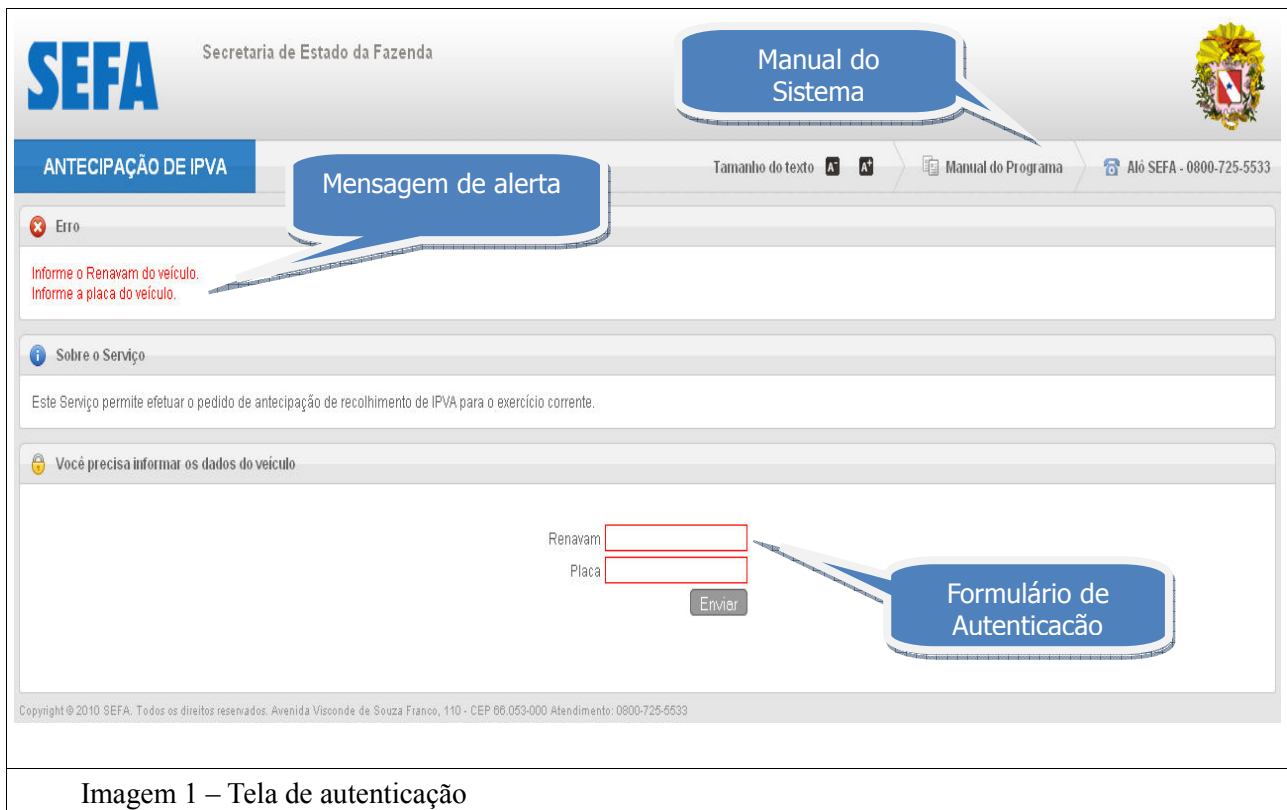 SEFA
Secretaria de Estado da Fazenda
Manual do
Sistema
ANTECIPAÇÃO DE IPVA
Mensagem de alerta
Tamanho do texto A- A+
Manual do Programa
Alô SEFA - 0800-725-5533
Erro
Informe o Renavam do veículo.
Informe a placa do veículo.
Sobre o Serviço
Este Serviço permite efetuar o pedido de antecipação de recolhimento de IPVA para o exercício corrente.
Você precisa informar os dados do veículo
Renavam
Placa
Enviar
Formulário de
Autenticacão
Copyright © 2010 SEFA. Todos os direitos reservados. Avenida Visconde de Souza Franco, 110 - CEP 66.053-000 Atendimento: 0800-725-5533
Imagem 1 – Tela de autenticação